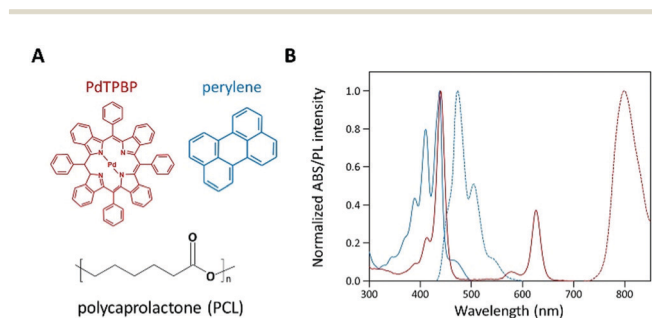 A
B
PdTPBP
perylene
N
N
Pd
N
N
O
O
n
polycaprolactone (PCL)
Normalized ABS/PL intensity
1.0
0.8
0.6
0.4
0.2
0.0
300 400 500 600 700 800
Wavelength (nm)